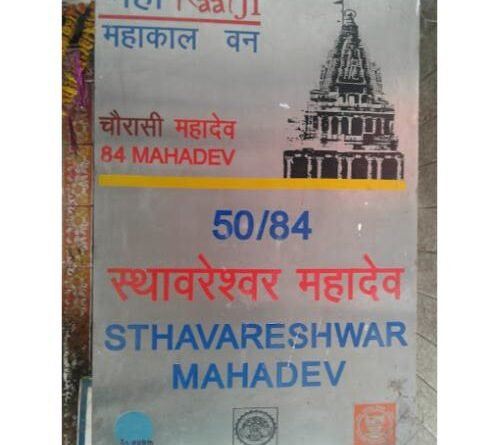 महाकाल वन
चौरासी महादेव
84 MAHADEV
50/84
स्थावरेश्वर महादेव
STHAVARESHWAR
MAHADEV